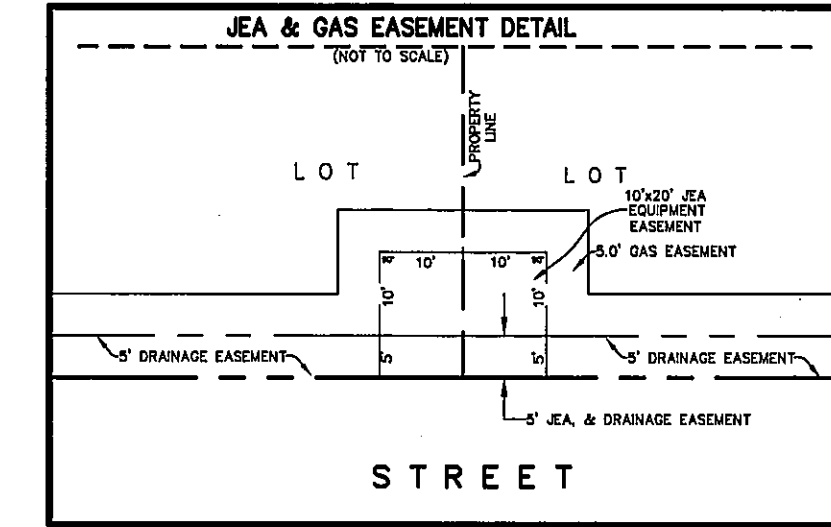 JEA & GAS EASEMENT DETAIL
(NOT TO SCALE)
PROPERTY
LINE
LOT
LOT
10'x20' JEA
EQUIPMENT
EASEMENT
5.0' GAS EASEMENT
10' 10'
10' 10'
5' 5'
5' DRAINAGE EASEMENT
5' DRAINAGE EASEMENT
5' JEA, & DRAINAGE EASEMENT
STREET